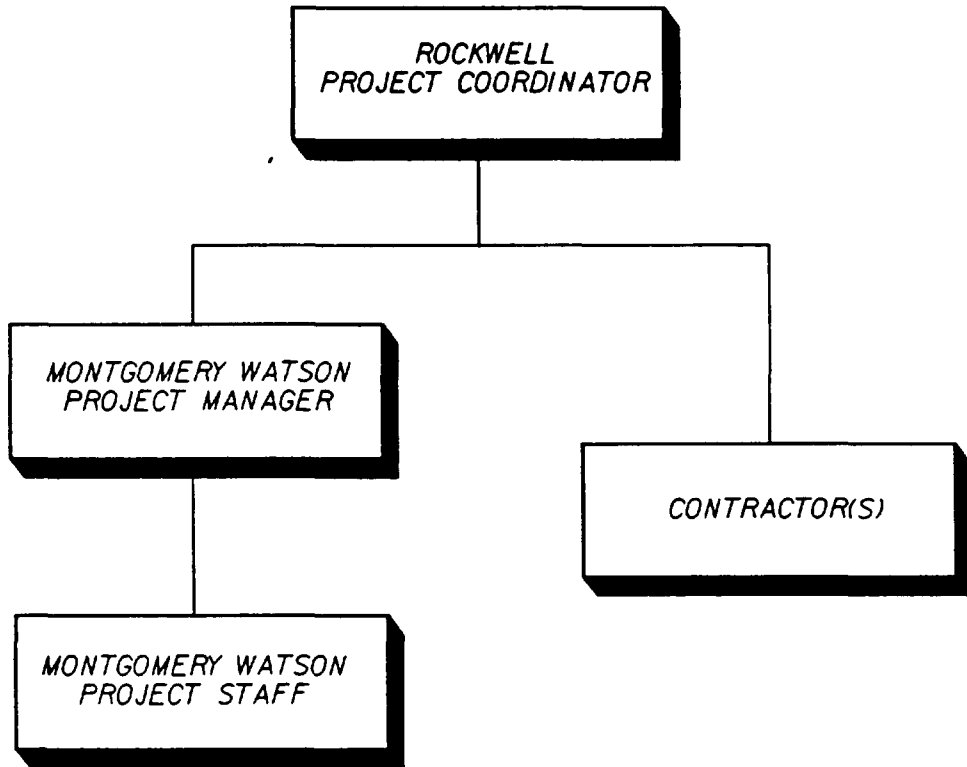 ROCKWELL
PROJECT COORDINATOR
MONTGOMERY WATSON
PROJECT MANAGER
CONTRACTOR(S)
MONTGOMERY WATSON
PROJECT STAFF